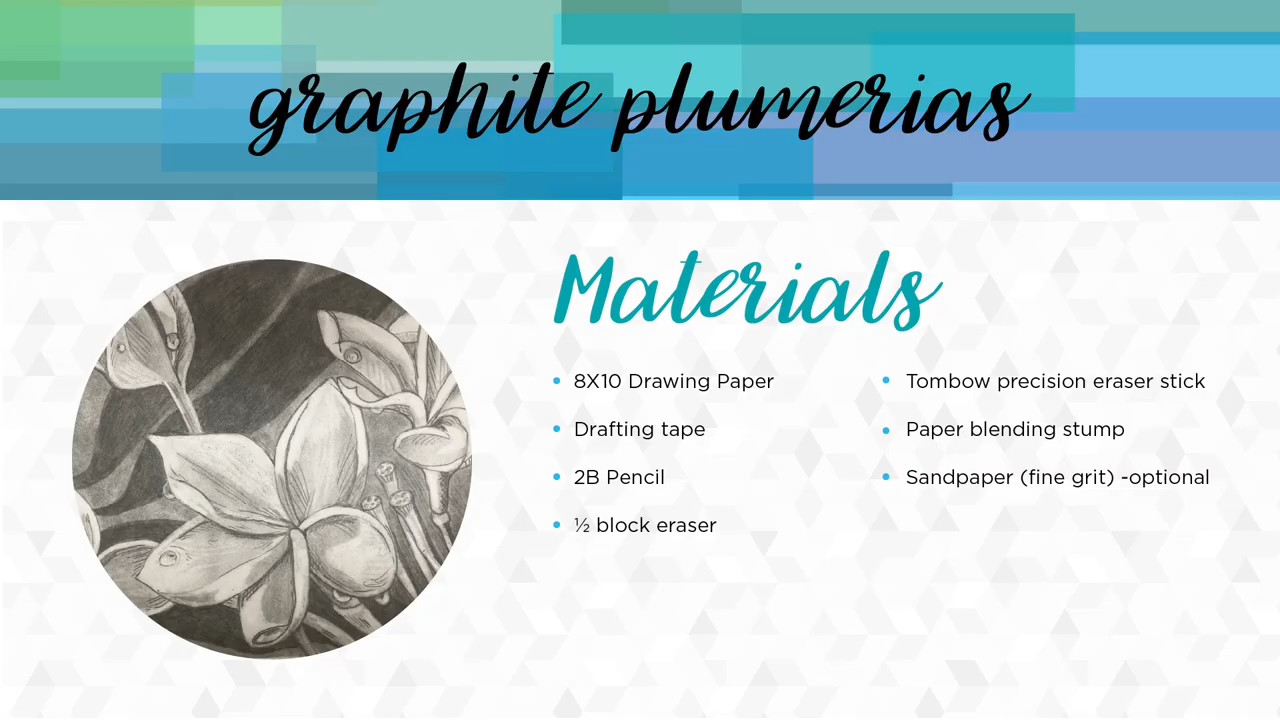 graphite plumerias
Materials
8X10 Drawing Paper
Drafting tape
2B Pencil
½ block eraser
Tombow precision eraser stick
Paper blending stump
Sandpaper (fine grit) -optional